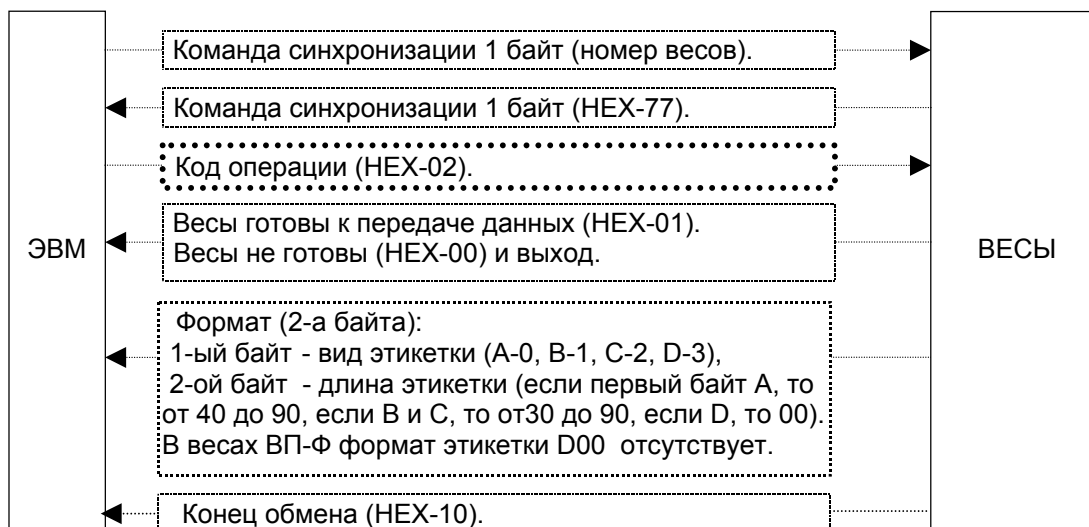 Команда синхронизации 1 байт (номер весов).
Команда синхронизации 1 байт (HEX-77).
Код операции (HEX-02).
Весы готовы к передаче данных (HEX-01).
Весы не готовы (HEX-00) и выход.
ЭВМ
ВЕСЫ
Формат (2-а байта):
1-ый байт - вид этикетки (A-0, B-1, C-2, D-3),
2-ой байт - длина этикетки (если первый байт А, то
от 40 до 90, если В и С, то от30 до 90, если D, то 00).
В весах ВП-Ф формат этикетки D00 отсутствует.
Конец обмена (HEX-10).